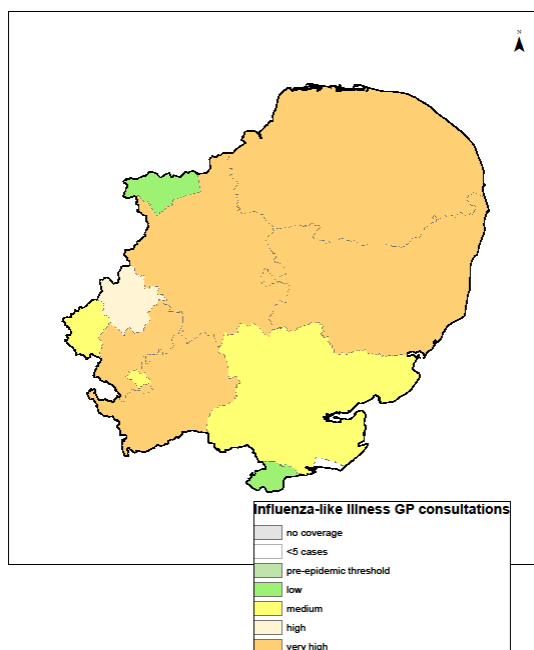 N
Influenza-like Illness GP consultations
no coverage
<5 cases
pre-epidemic threshold
low
medium
high
very high